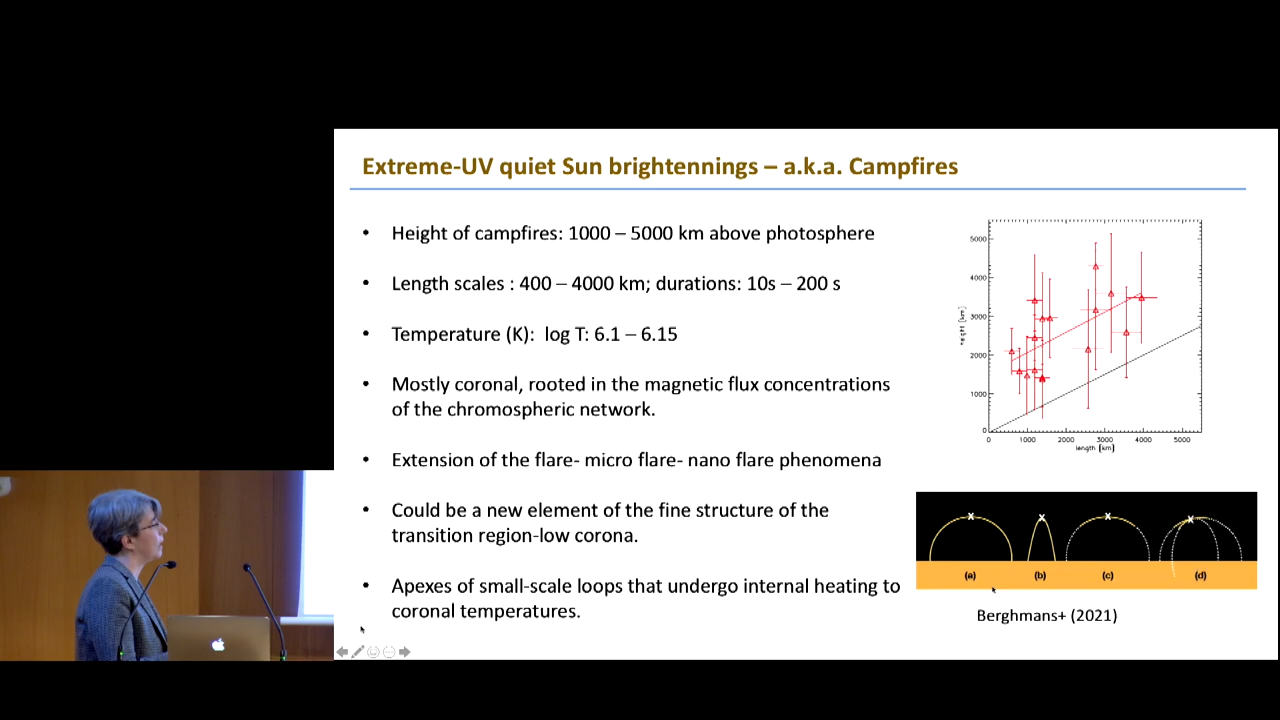 Extreme-UV quiet Sun brightennings – a.k.a. Campfires
• Height of campfires: 1000 – 5000 km above photosphere
• Length scales : 400 – 4000 km; durations: 10s – 200 s
• Temperature (K):  log T: 6.1 – 6.15
• Mostly coronal, rooted in the magnetic flux concentrations
of the chromospheric network.
• Extension of the flare- micro flare- nano flare phenomena
• Could be a new element of the fine structure of the
transition region-low corona.
• Apexes of small-scale loops that undergo internal heating to
coronal temperatures.
5000
4000
3000
2000
1000
0
height [km]
0 1000 2000 3000 4000 5000
length [km]
X X X X
(a) (b) (c) (d)
Berghmans+ (2021)